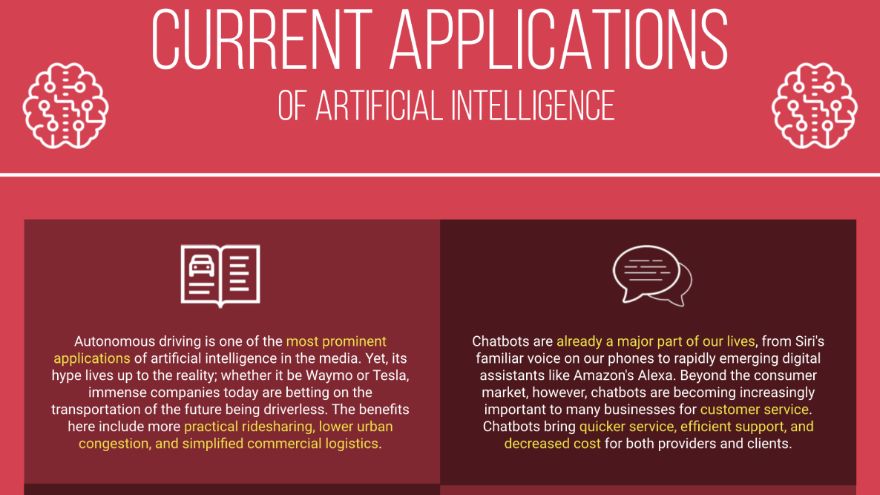 CURRENT APPLICATIONS
OF ARTIFICIAL INTELLIGENCE
Autonomous driving is one of the most prominent
applications of artificial intelligence in the media. Yet, its
hype lives up to the reality; whether it be Waymo or Tesla,
immense companies today are betting on the
transportation of the future being driverless. The benefits
here include more practical ridesharing, lower urban
congestion, and simplified commercial logistics.
Chatbots are already a major part of our lives, from Siri's
familiar voice on our phones to rapidly emerging digital
assistants like Amazon's Alexa. Beyond the consumer
market, however, chatbots are becoming increasingly
important to many businesses for customer service.
Chatbots bring quicker service, efficient support, and
decreased cost for both providers and clients.